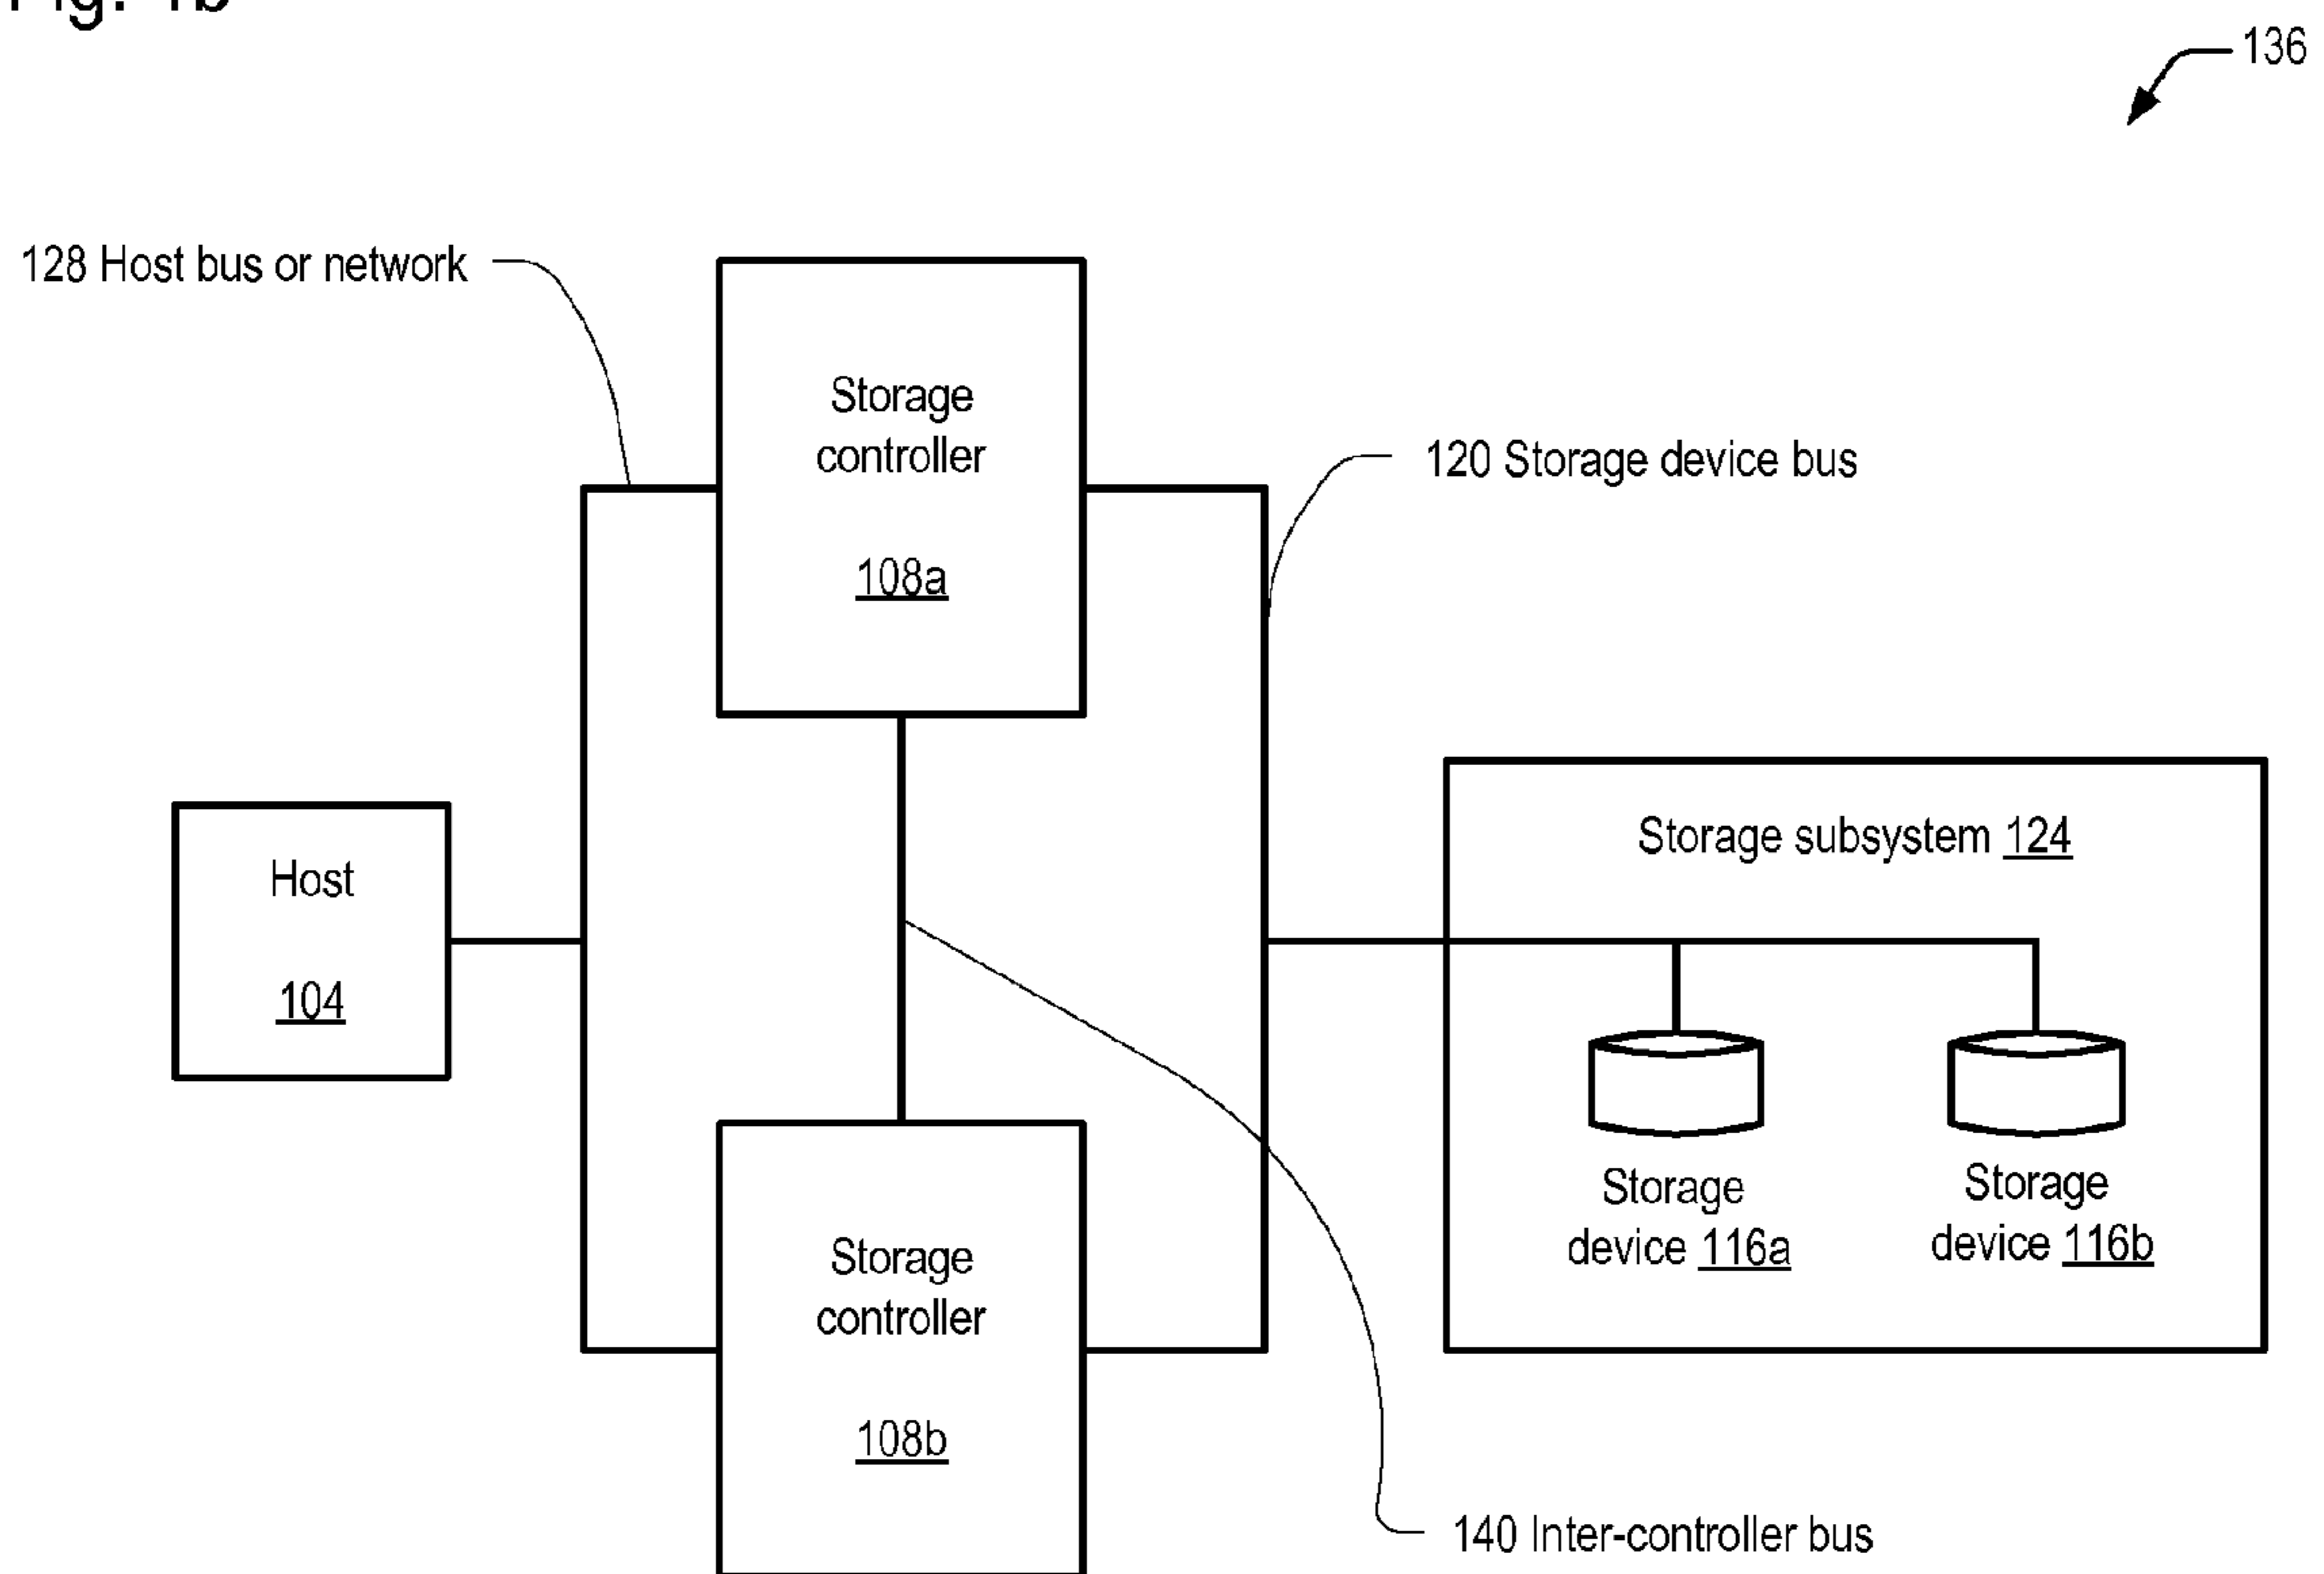 136
128 Host bus or network
Storage
controller
108a
120 Storage device bus
Host
104
Storage subsystem 124
Storage
device 116a
Storage
device 116b
Storage
controller
108b
140 Inter-controller bus